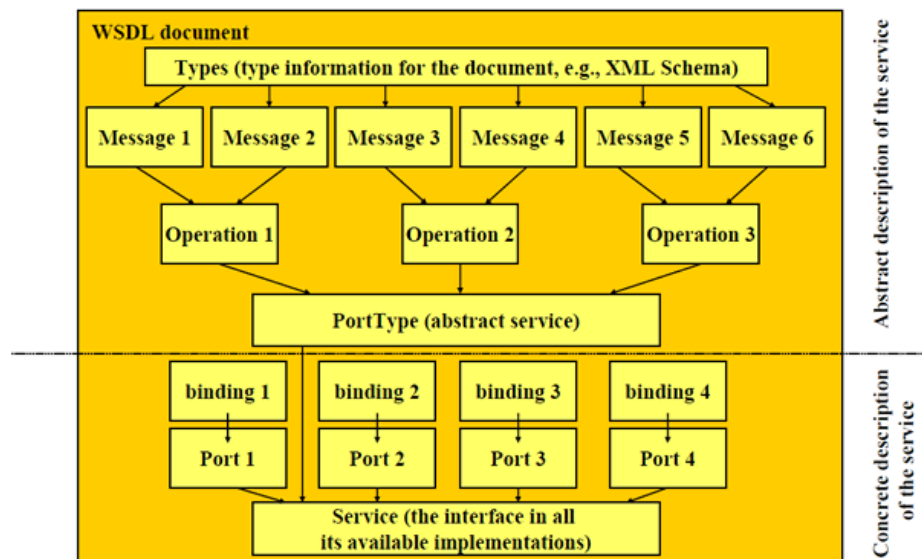 WSDL document
Types (type information for the document, e.g., XML Schema)
Message 1
Message 2
Message 3
Message 4
Message 5
Message 6
Operation 1
Operation 2
Operation 3
PortType (abstract service)
Abstract description of the service
binding 1
binding 2
binding 3
binding 4
Port 1
Port 2
Port 3
Port 4
Service (the interface in all
its available implementations)
Concrete description
of the service